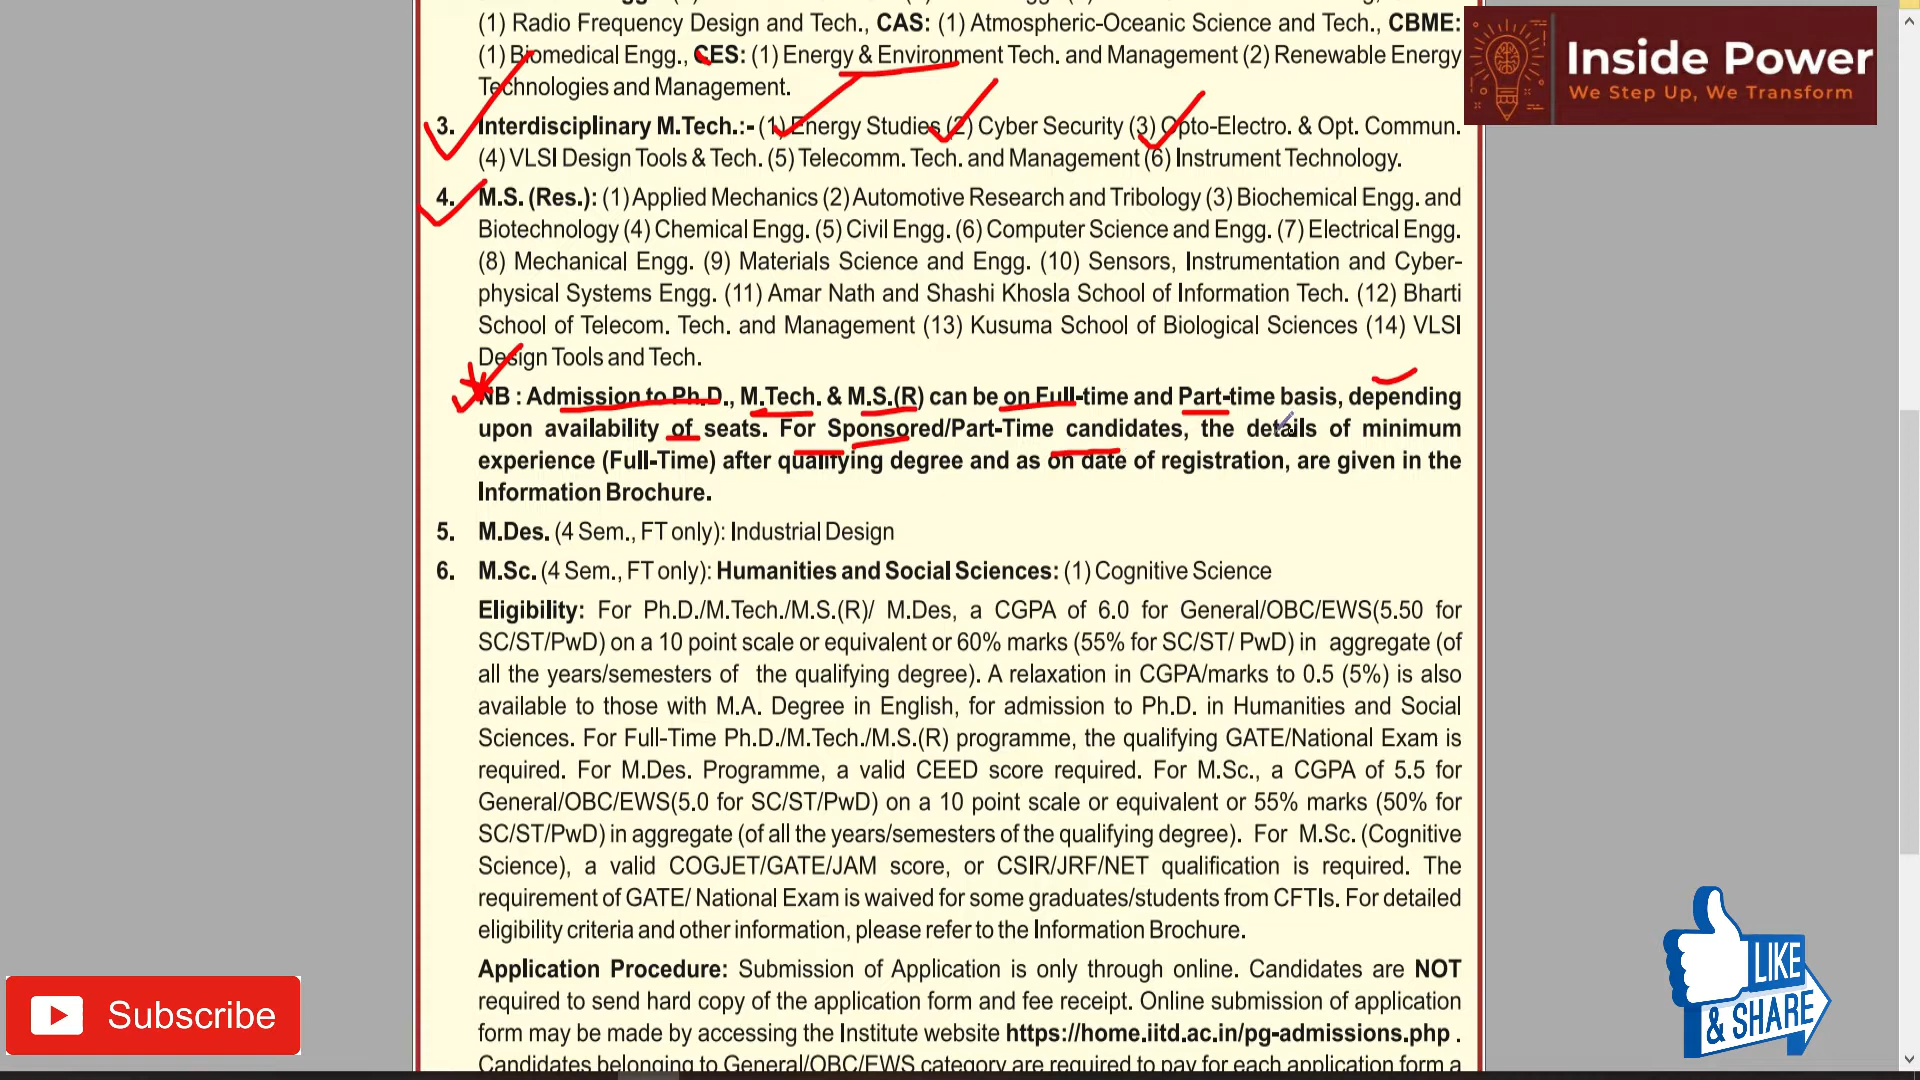 (1) Radio Frequency Design and Tech., CAS: (1) Atmospheric-Oceanic Science and Tech., CBME:
(1) Biomedical Engg., CES: (1) Energy & Environment Tech. and Management (2) Renewable Energy
Technologies and Management.
3. Interdisciplinary M.Tech.:- (1) Energy Studies (2) Cyber Security (3) Opto-Electro. & Opt. Commun.
(4) VLSI Design Tools & Tech. (5) Telecomm. Tech. and Management (6) Instrument Technology.
4. M.S. (Res.): (1) Applied Mechanics (2) Automotive Research and Tribology (3) Biochemical Engg. and
Biotechnology (4) Chemical Engg. (5) Civil Engg. (6) Computer Science and Engg. (7) Electrical Engg.
(8) Mechanical Engg. (9) Materials Science and Engg. (10) Sensors, Instrumentation and Cyber-
physical Systems Engg. (11) Amar Nath and Shashi Khosla School of Information Tech. (12) Bharti
School of Telecom. Tech. and Management (13) Kusuma School of Biological Sciences (14) VLSI
Design Tools and Tech.
NB : Admission to Ph.D., M.Tech. & M.S.(R) can be on Full-time and Part-time basis, depending
upon availability of seats. For Sponsored/Part-Time candidates, the details of minimum
experience (Full-Time) after qualifying degree and as on date of registration, are given in the
Information Brochure.
5. M.Des. (4 Sem., FT only): Industrial Design
6. M.Sc. (4 Sem., FT only): Humanities and Social Sciences: (1) Cognitive Science
Eligibility: For Ph.D./M.Tech./M.S.(R)/ M.Des, a CGPA of 6.0 for General/OBC/EWS(5.50 for
SC/ST/PwD) on a 10 point scale or equivalent or 60% marks (55% for SC/ST/ PwD) in aggregate (of
all the years/semesters of the qualifying degree). A relaxation in CGPA/marks to 0.5 (5%) is also
available to those with M.A. Degree in English, for admission to Ph.D. in Humanities and Social
Sciences. For Full-Time Ph.D./M.Tech./M.S.(R) programme, the qualifying GATE/National Exam is
required. For M.Des. Programme, a valid CEED score required. For M.Sc., a CGPA of 5.5 for
General/OBC/EWS(5.0 for SC/ST/PwD) on a 10 point scale or equivalent or 55% marks (50% for
SC/ST/PwD) in aggregate (of all the years/semesters of the qualifying degree). For M.Sc. (Cognitive
Science), a valid COGJET/GATE/JAM score, or CSIR/JRF/NET qualification is required. The
requirement of GATE/ National Exam is waived for some graduates/students from CFTIs. For detailed
eligibility criteria and other information, please refer to the Information Brochure.
Application Procedure: Submission of Application is only through online. Candidates are NOT
required to send hard copy of the application form and fee receipt. Online submission of application
form may be made by accessing the Institute website https://home.iitd.ac.in/pg-admissions.php .
Candidates belonging to General/OBC/EWS category are required to pay for each application form a
Inside Power
We Step Up, We Transform
Subscribe
LIKE
& SHARE